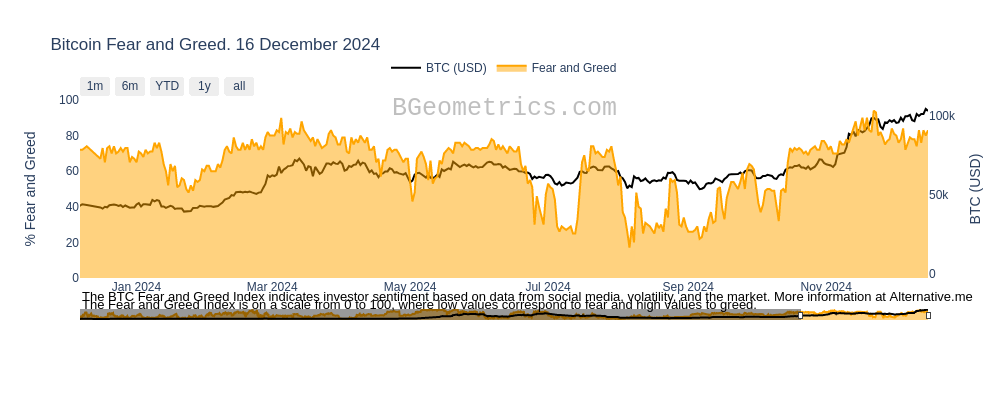 Bitcoin Fear and Greed. 16 December 2024
BTC (USD) Fear and Greed
1m 6m YTD 1y all
BGeometrics.com
100
80
60
40
20
0
% Fear and Greed
100k
50k
0
BTC (USD)
Jan 2024 Mar 2024 May 2024 Jul 2024 Sep 2024 Nov 2024
The BTC Fear and Greed Index indicates investor sentiment based on data from social media, volatility, and the market. More information at Alternative.me
The Fear and Greed Index is on a scale from 0 to 100, where low values correspond to fear and high values to greed.